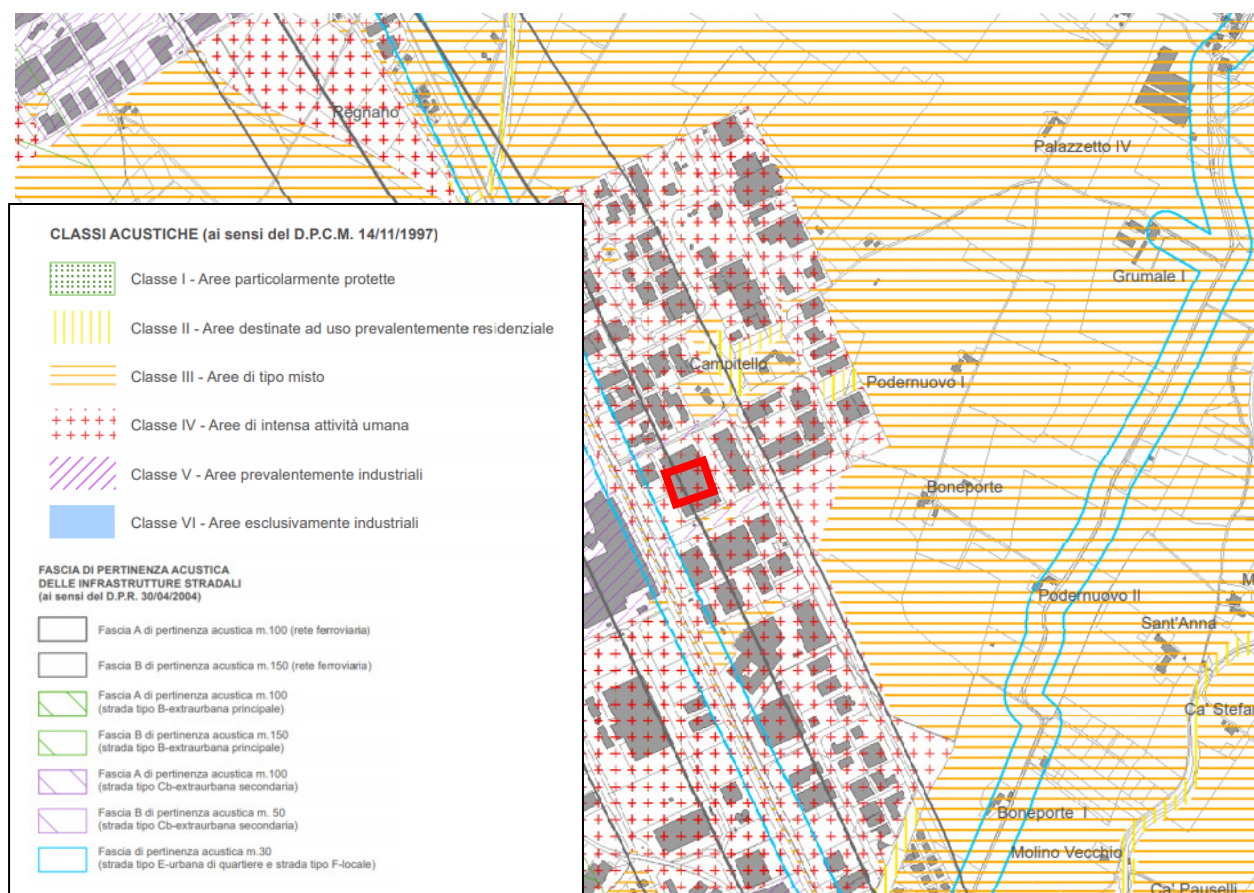 Regnano
Palazzetto IV
Grumale I
Campitello
Podernuovo I
Boneporte
Podernuovo II
M
Sant'Anna
Ca' Stefan
Boneporte I
Molino Vecchio
Ca' Pauselli
CLASSI ACUSTICHE (ai sensi del D.P.C.M. 14/11/1997)
Classe I - Aree particolarmente protette
Classe II - Aree destinate ad uso prevalentemente residenziale
Classe III - Aree di tipo misto
Classe IV - Aree di intensa attività umana
Classe V - Aree prevalentemente industriali
Classe VI - Aree esclusivamente industriali
FASCIA DI PERTINENZA ACUSTICA
DELLE INFRASTRUTTURE STRADALI
(ai sensi del D.P.R. 30/04/2004)
Fascia A di pertinenza acustica m.100 (rete ferroviaria)
Fascia B di pertinenza acustica m.150 (rete ferroviaria)
Fascia A di pertinenza acustica m.100
(strada tipo B-extraurbana principale)
Fascia B di pertinenza acustica m.150
(strada tipo B-extraurbana principale)
Fascia A di pertinenza acustica m.100
(strada tipo Cb-extraurbana secondaria)
Fascia B di pertinenza acustica m. 50
(strada tipo Cb-extraurbana secondaria)
Fascia di pertinenza acustica m.30
(strada tipo E-urbana di quartiere e strada tipo F-locale)